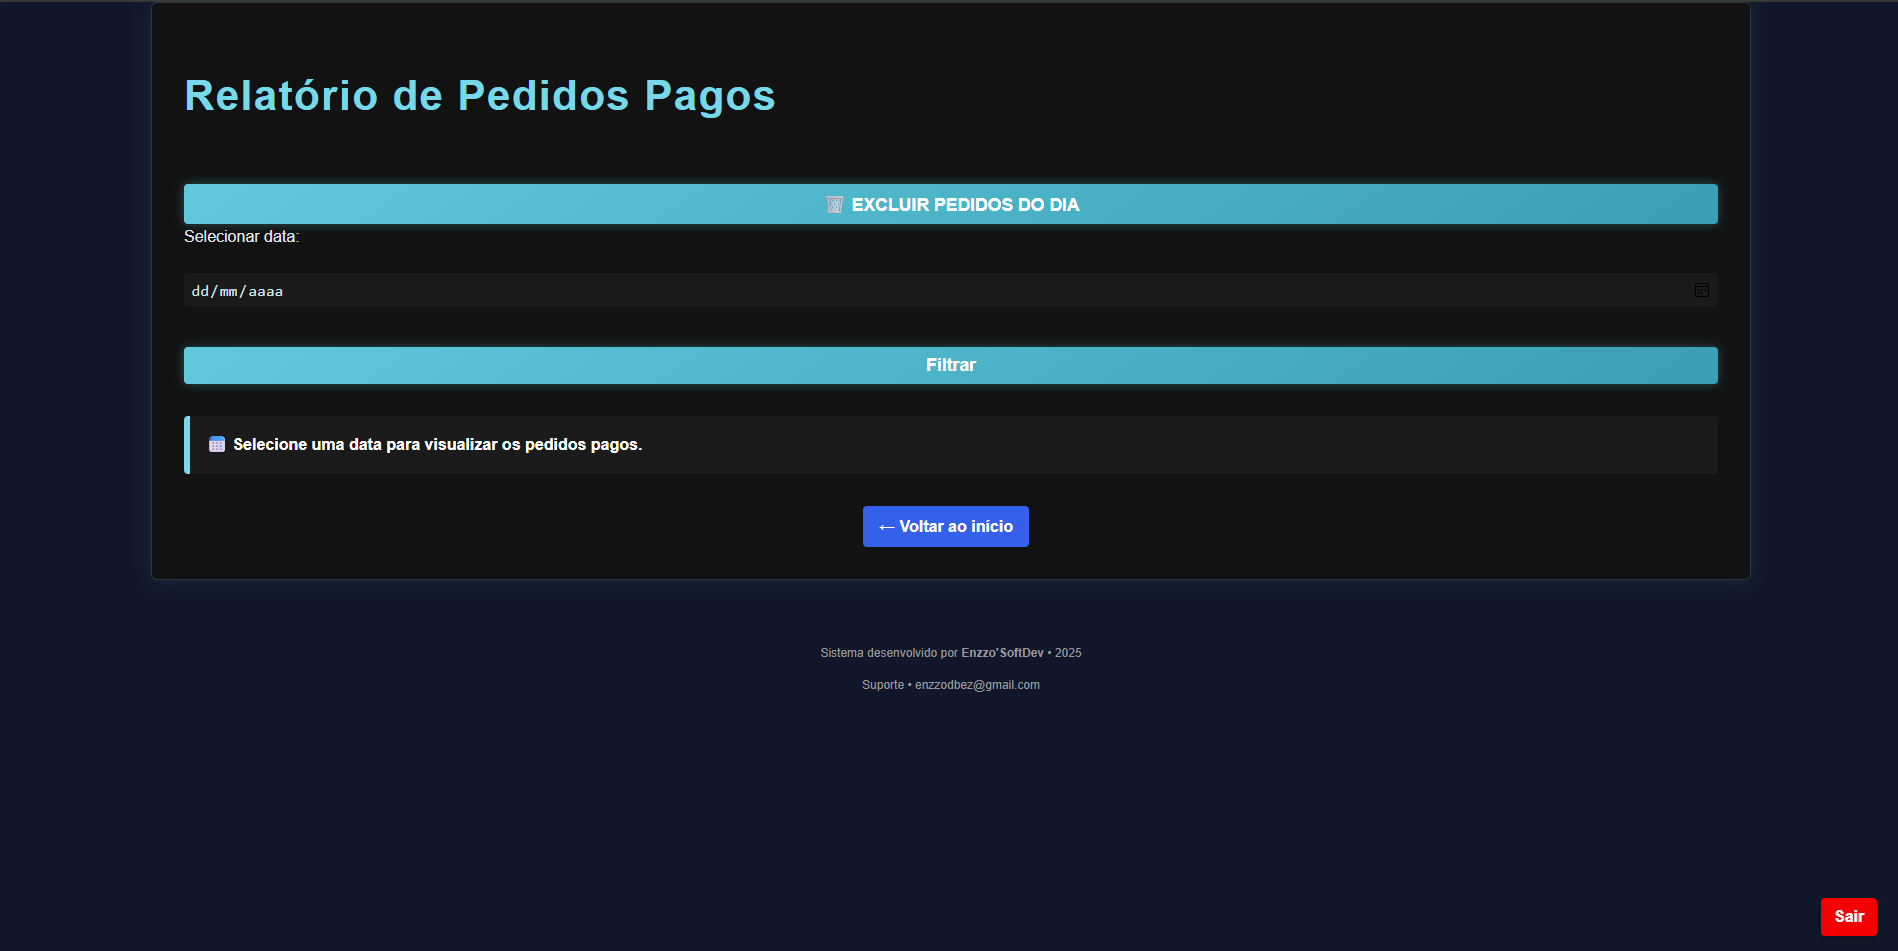 Relatório de Pedidos Pagos
🗑️ EXCLUIR PEDIDOS DO DIA
Selecionar data:
dd/mm/aaaa
Filtrar
📅 Selecione uma data para visualizar os pedidos pagos.
← Voltar ao início
Sistema desenvolvido por Enzzo'SoftDev • 2025
Suporte • enzzodbez@gmail.com
Sair